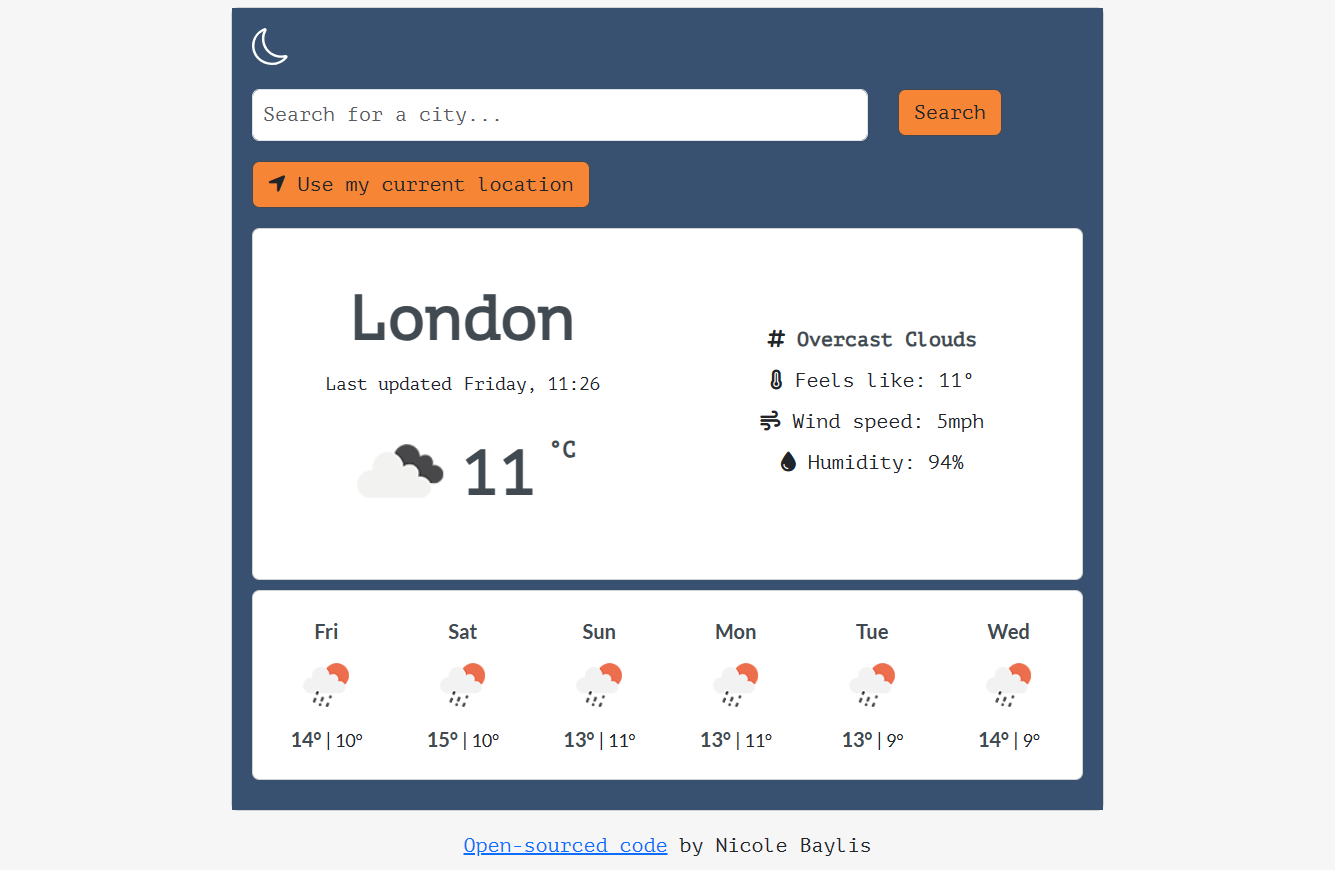 Search for a city...
Search
Use my current location
London
Last updated Friday, 11:26
11 °C
# Overcast Clouds
Feels like: 11°
Wind speed: 5mph
Humidity: 94%
Fri Sat Sun Mon Tue Wed
14° | 10° 15° | 10° 13° | 11° 13° | 11° 13° | 9° 14° | 9°
Open-sourced code by Nicole Baylis